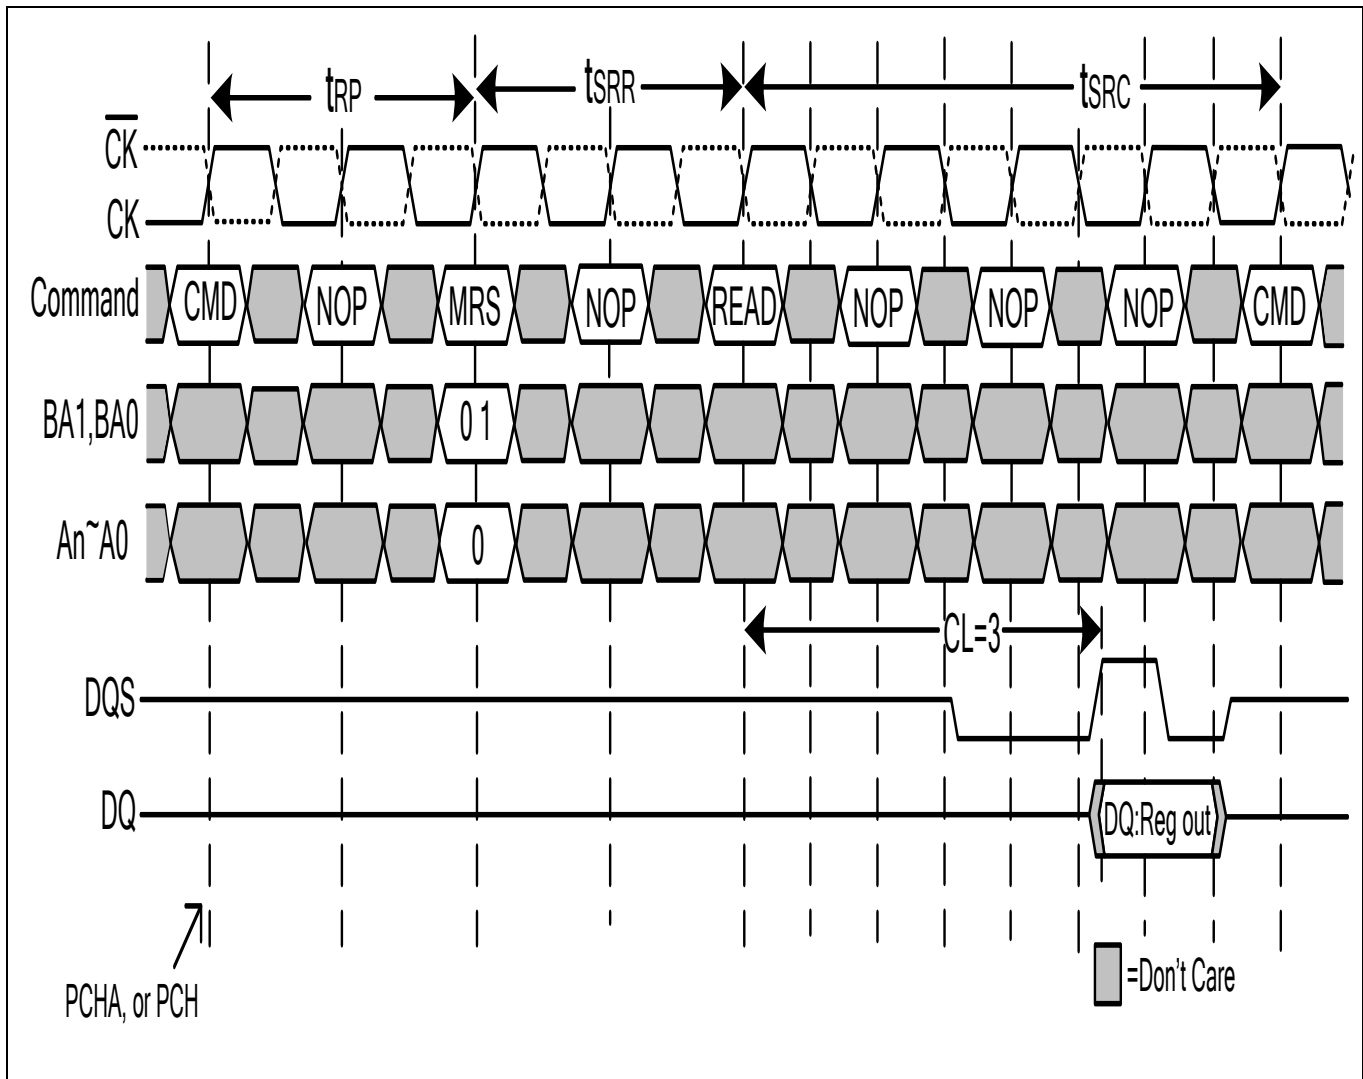 tRP tSRR tSRC
CK
CK
Command CMD NOP MRS NOP READ NOP NOP NOP CMD
BA1,BA0 0 1
An~A0 0
CL=3
DQS
DQ DQ:Reg out
PCHA, or PCH
=Don't Care